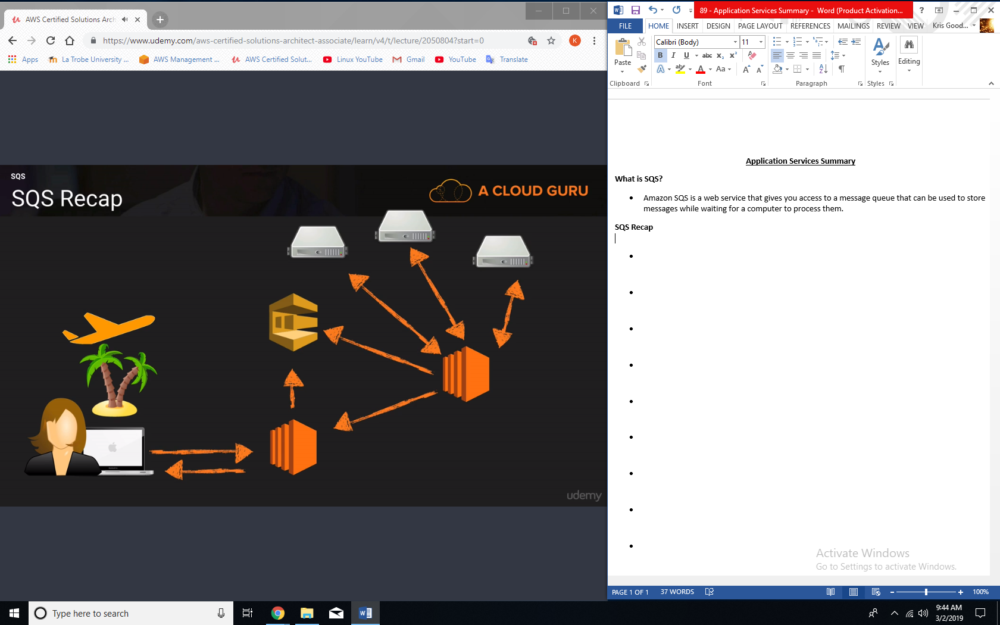 AWS Certified Solutions Arch
https://www.udemy.com/aws-certified-solutions-architect-associate/learn/v4/t/lecture/2050804?start=0
K
Apps
La Trobe University ...
AWS Management ...
AWS Certified Solut...
Linux YouTube
Gmail
YouTube
Translate
SQS
SQS Recap
A CLOUD GURU
udemy
89 - Application Services Summary - Word (Product Activation...
?
FILE
HOME
INSERT
DESIGN
PAGE LAYOUT
REFERENCES
MAILINGS
REVIEW
VIEW
Kris Good...
Paste
Calibri (Body)
11
B I U abc X₂ X²
A ab A Aa A A
Styles
Editing
Clipboard
Font
Paragraph
Styles
Application Services Summary
What is SQS?
• Amazon SQS is a web service that gives you access to a message queue that can be used to store
messages while waiting for a computer to process them.
SQS Recap
Activate Windows
Go to Settings to activate Windows.
PAGE 1 OF 1
37 WORDS
100%
Type here to search
9:44 AM
3/2/2019